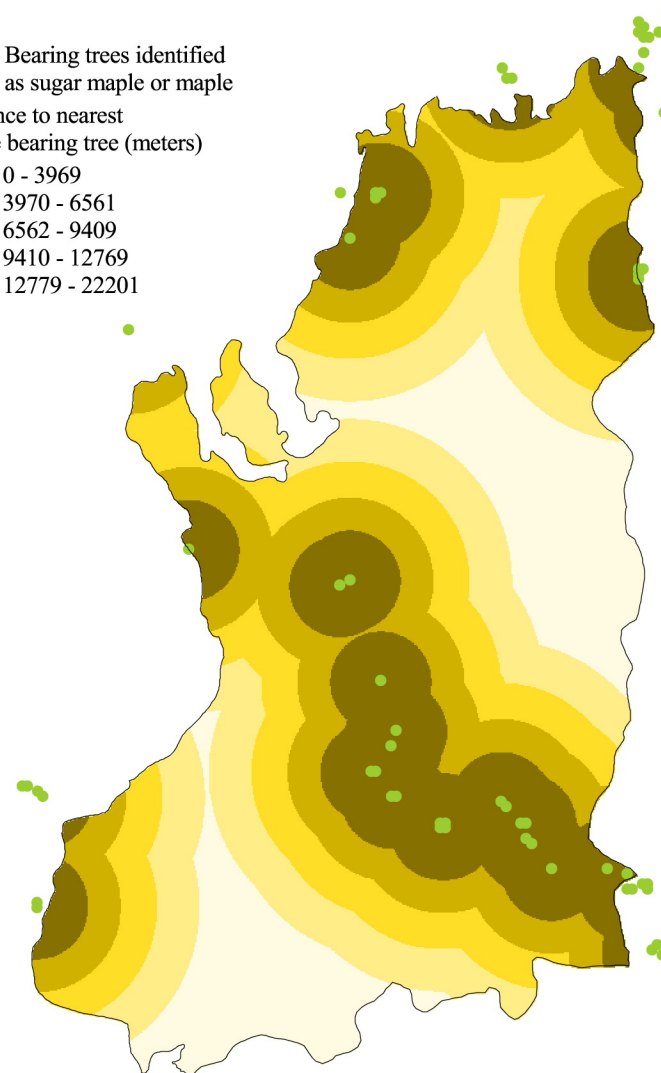 Bearing trees identified
as sugar maple or maple
nce to nearest
bearing tree (meters)
0 - 3969
3970 - 6561
6562 - 9409
9410 - 12769
12779 - 22201